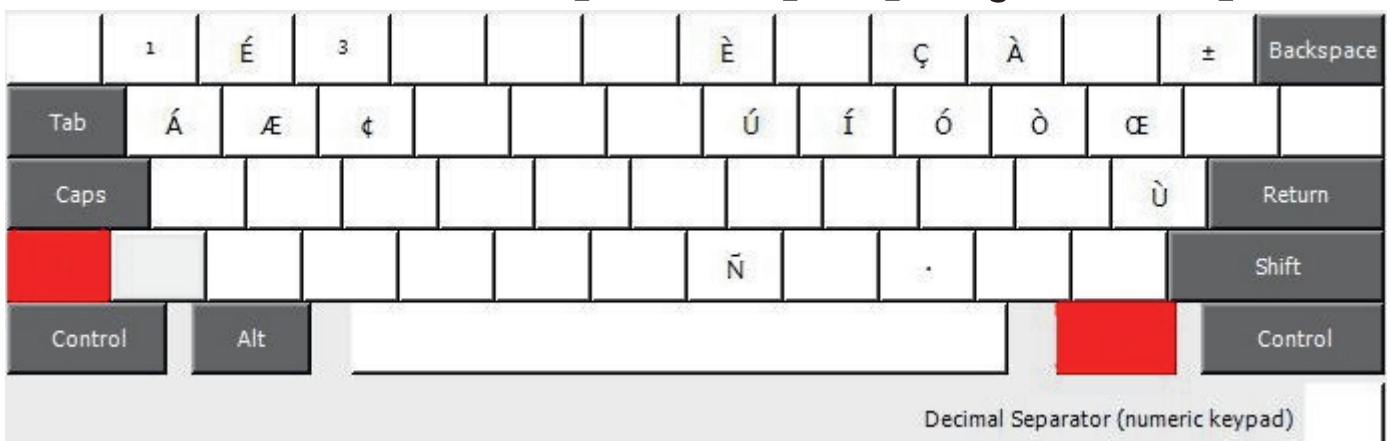 ¹ É 3 È Ç À ± Backspace
Tab Á Æ ¢ Ú Í Ó Ò Œ
Caps Ù Return
Ñ · Shift
Control Alt Control
Decimal Separator (numeric keypad)